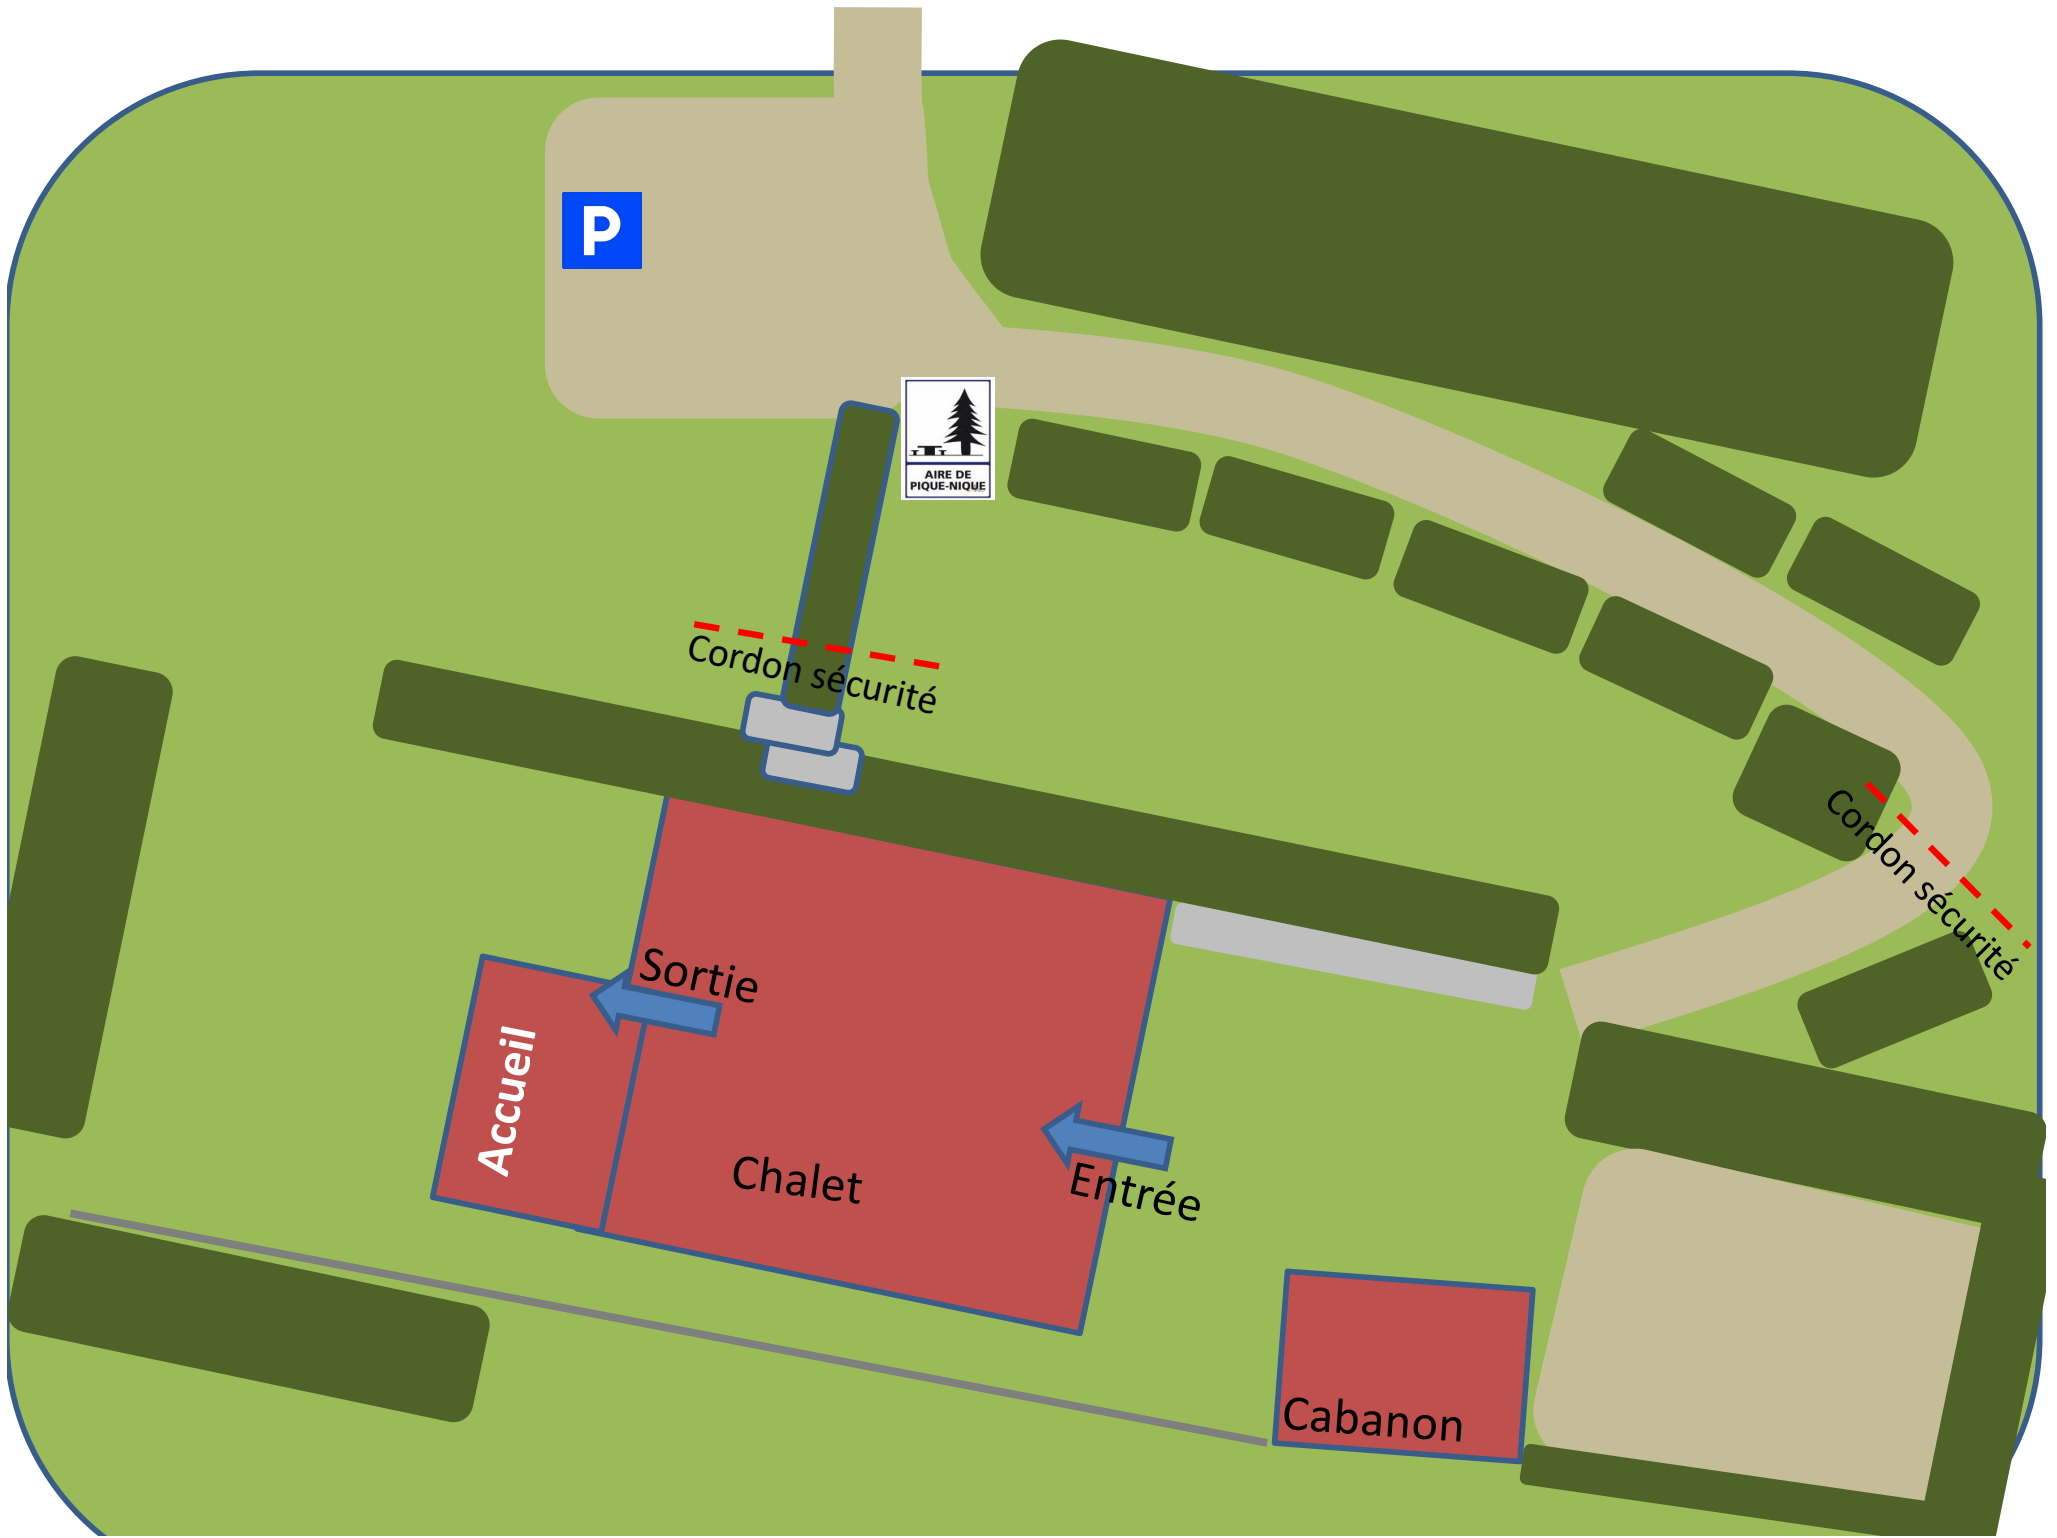 P
AIRE DE
PIQUE-NIQUE
Cordon sécurité
Cordon sécurité
Sortie
Accueil
Chalet
Entrée
Cabanon